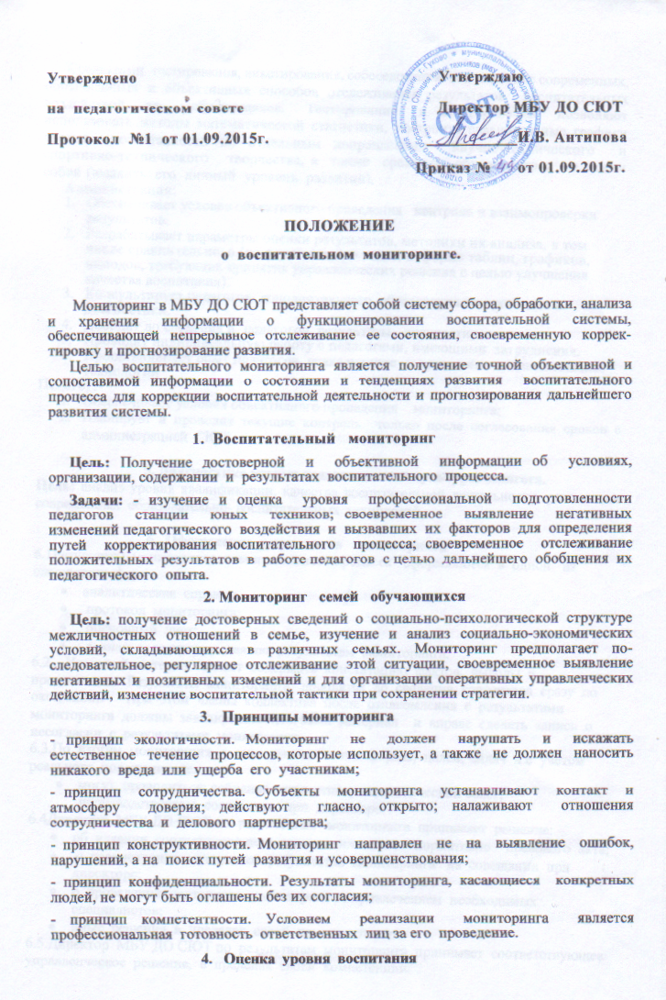 Утверждено Утверждаю
на педагогическом совете Директор МБУ ДО СЮТ
Протокол №1 от 01.09.2015г. И.В. Антипова
Приказ № от 01.09.2015г.
ПОЛОЖЕНИЕ
о воспитательном мониторинге.
Мониторинг в МБУ ДО СЮТ представляет собой систему сбора, обработки, анализа
и хранения информации о функционировании воспитательной системы,
обеспечивающей непрерывное отслеживание ее состояния, своевременную коррек-
тировку и прогнозирование развития.
Целью воспитательного мониторинга является получение точной объективной и
сопоставимой информации о состоянии и тенденциях развития воспитательного
процесса для коррекции воспитательной деятельности и прогнозирования дальнейшего
развития системы.
1. Воспитательный мониторинг
Цель: Получение достоверной и объективной информации об условиях,
организации, содержании и результатах воспитательного процесса.
Задачи: - изучение и оценка уровня профессиональной подготовленности
педагогов станции юных техников; своевременное выявление негативных
изменений педагогического воздействия и вызвавших их факторов для определения
путей корректирования воспитательного процесса; своевременное отслеживание
положительных результатов в работе педагогов с целью дальнейшего обобщения их
педагогического опыта.
2. Мониторинг семей обучающихся
Цель: получение достоверных сведений о социально-психологической структуре
межличностных отношений в семье, изучение и анализ социально-экономических
условий, складывающихся в различных семьях. Мониторинг предполагает по-
следовательное, регулярное отслеживание этой ситуации, своевременное выявление
негативных и позитивных изменений и для организации оперативных управленческих
действий, изменение воспитательной тактики при сохранении стратегии.
3. Принципы мониторинга
- принцип экологичности. Мониторинг не должен нарушать и искажать
естественное течение процессов, которые использует, а также не должен наносить
никакого вреда или ущерба его участникам;
- принцип сотрудничества. Субъекты мониторинга устанавливают контакт и
атмосферу доверия; действуют гласно, открыто; налаживают отношения
сотрудничества и делового партнерства;
- принцип конструктивности. Мониторинг направлен не на выявление ошибок,
нарушений, а на поиск путей развития и усовершенствования;
- принцип конфиденциальности. Результаты мониторинга, касающиеся конкретных
людей, не могут быть оглашены без их согласия;
- принцип компетентности. Условием реализации мониторинга является
профессиональная готовность ответственных лиц за его проведение.
4. Оценка уровня воспитания